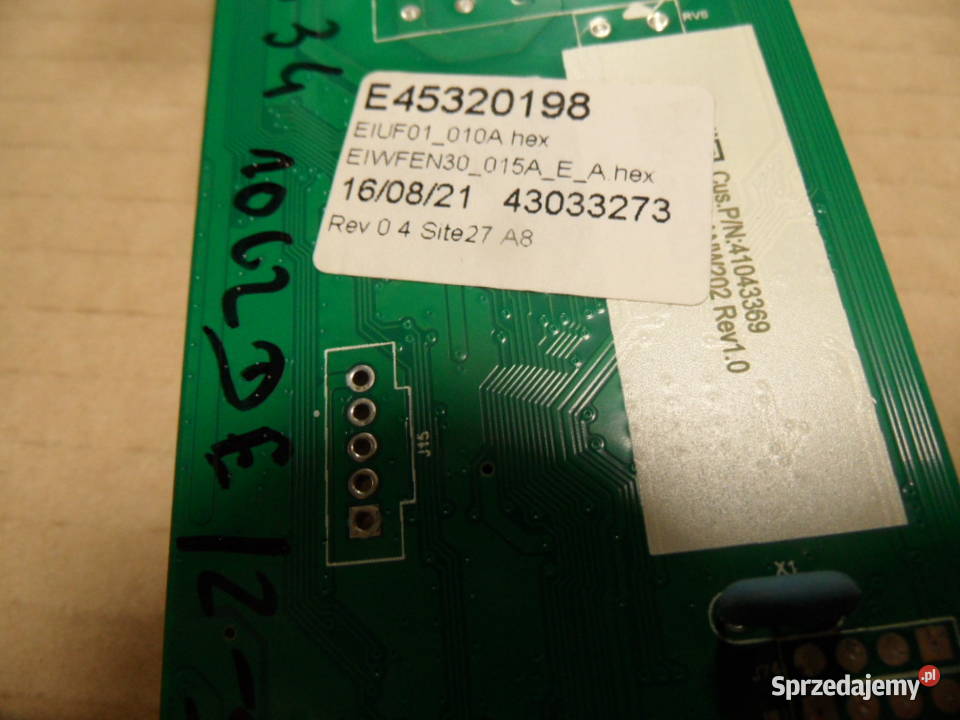 E45320198
EIUF01_010A.hex
EIWFEN30_015A_E_A.hex
16/08/21 43033273
Rev 0 4 Site27 A8
Cus.P/N:41043369
Rev1.0
RV6
J15
X1
Sprzedajemy.pl